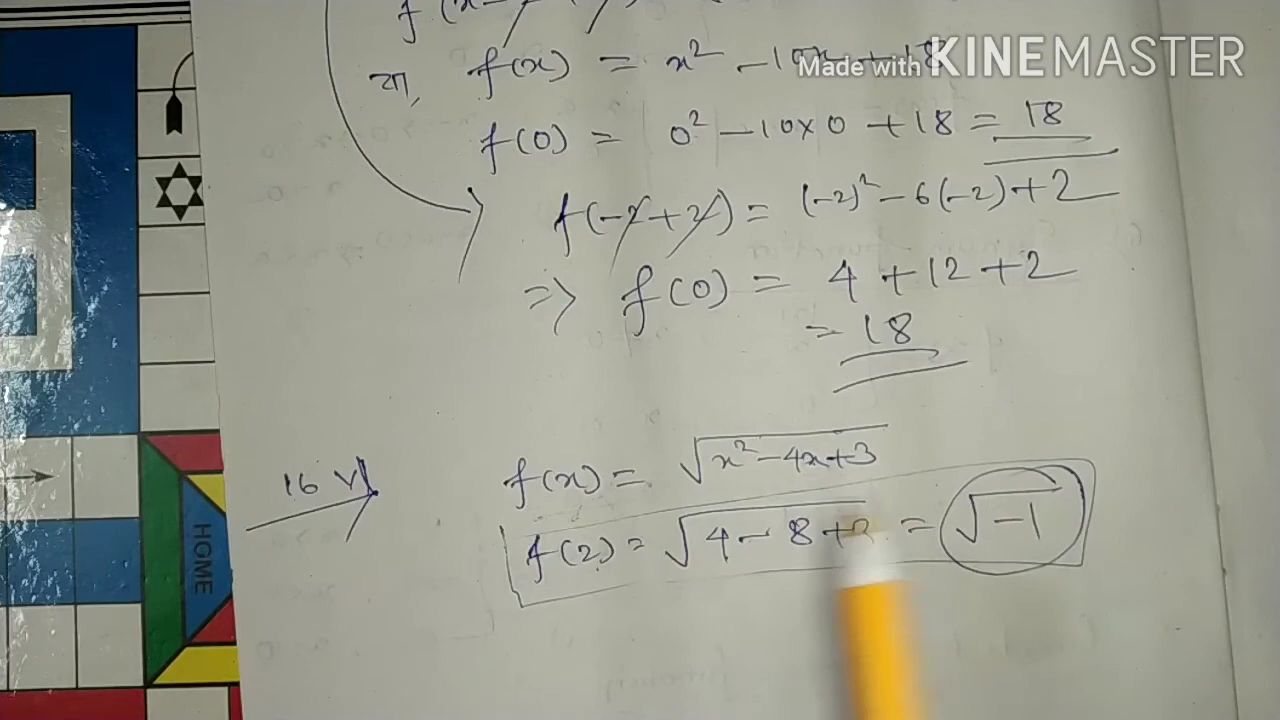 Made with KINEMASTER
या, f(x) = x² - 10x + 18
f(0) = 0² - 10×0 + 18 = 18
f(-2+2) = (-2)² - 6(-2) + 2
⇒ f(0) = 4 + 12 + 2
= 18
16
f(x) = √x² - 4x + 3
f(2) = √4 - 8 + 3 = √-1
HOME